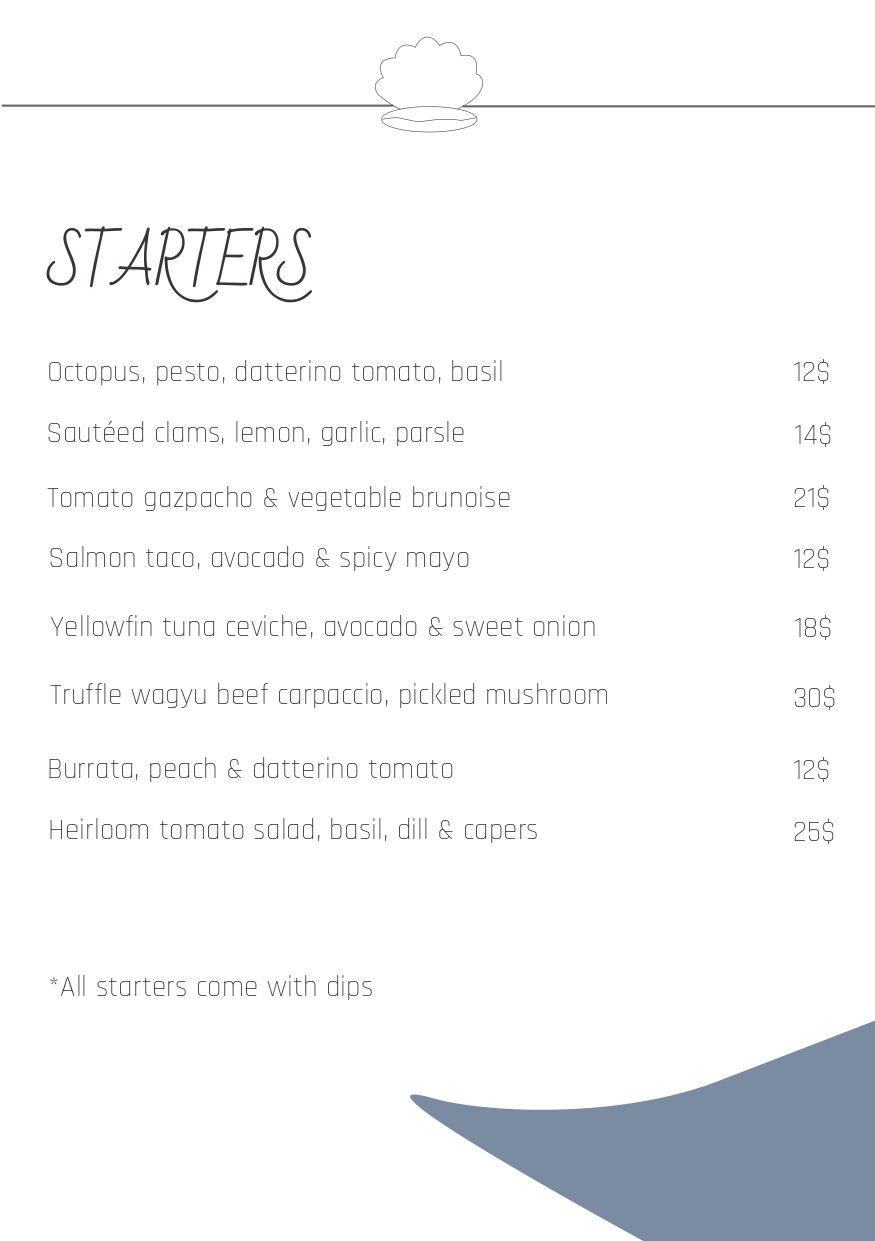 STARTERS
Octopus, pesto, datterino tomato, basil 12$
Sautéed clams, lemon, garlic, parsle 14$
Tomato gazpacho & vegetable brunoise 21$
Salmon taco, avocado & spicy mayo 12$
Yellowfin tuna ceviche, avocado & sweet onion 18$
Truffle wagyu beef carpaccio, pickled mushroom 30$
Burrata, peach & datterino tomato 12$
Heirloom tomato salad, basil, dill & capers 25$
*All starters come with dips